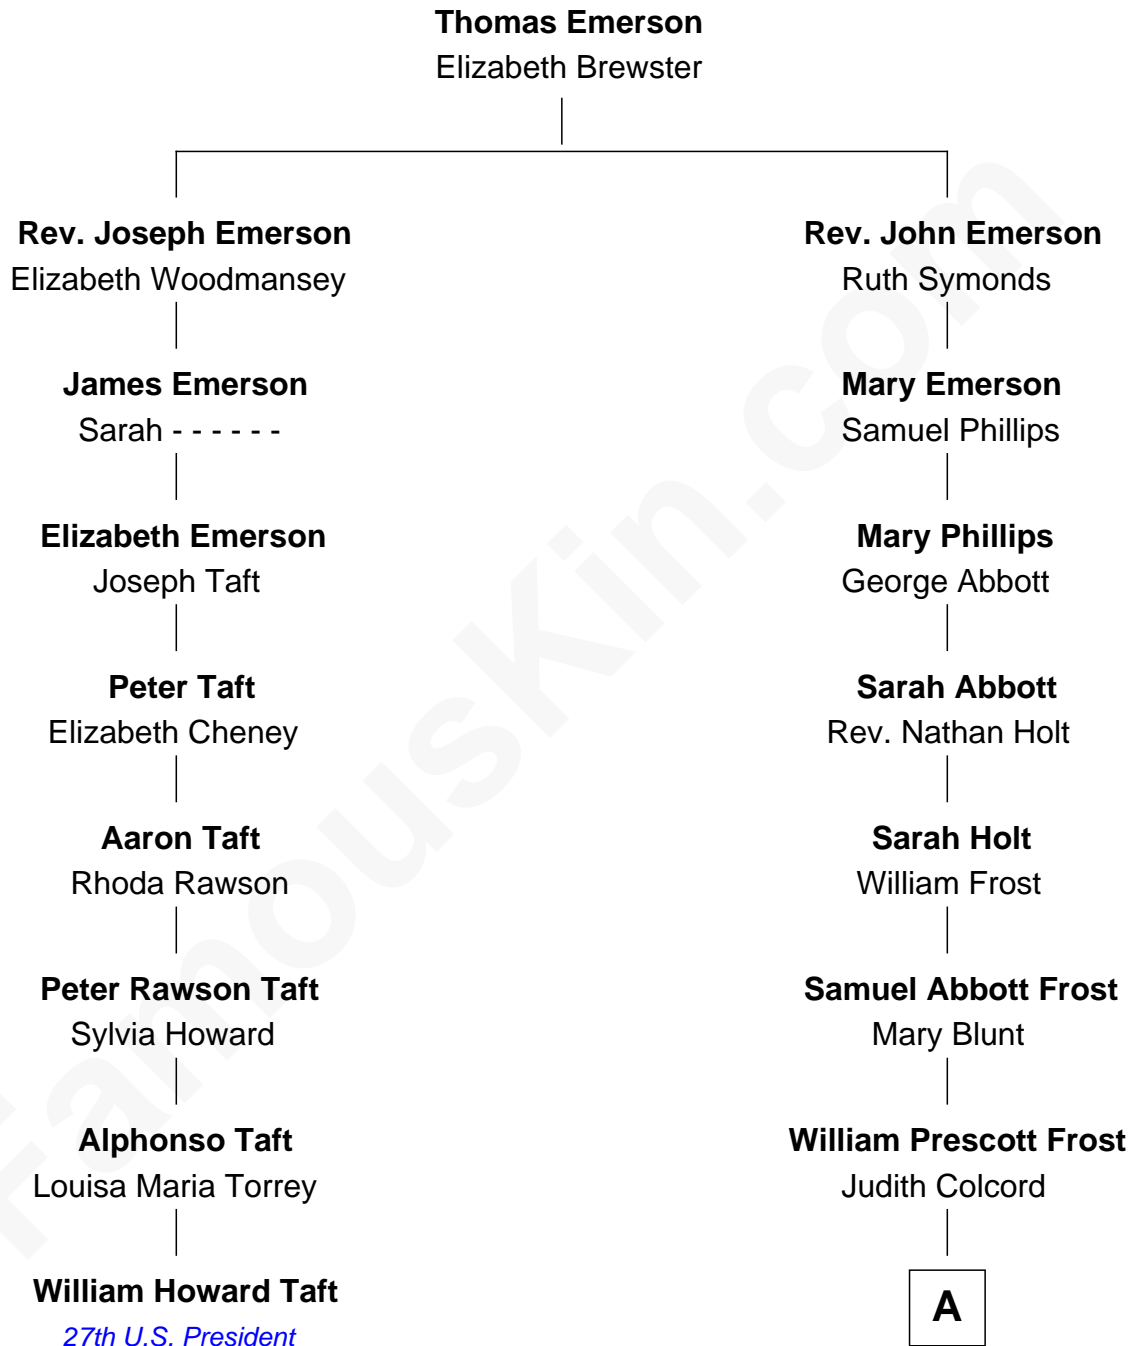 Thomas Emerson
Elizabeth Brewster
Rev. Joseph Emerson
Elizabeth Woodmansey
James Emerson
Sarah - - - - - -
Elizabeth Emerson
Joseph Taft
Peter Taft
Elizabeth Cheney
Aaron Taft
Rhoda Rawson
Peter Rawson Taft
Sylvia Howard
Alphonso Taft
Louisa Maria Torrey
William Howard Taft
27th U.S. President
Rev. John Emerson
Ruth Symonds
Mary Emerson
Samuel Phillips
Mary Phillips
George Abbott
Sarah Abbott
Rev. Nathan Holt
Sarah Holt
William Frost
Samuel Abbott Frost
Mary Blunt
William Prescott Frost
Judith Colcord
A
FamousKin.com